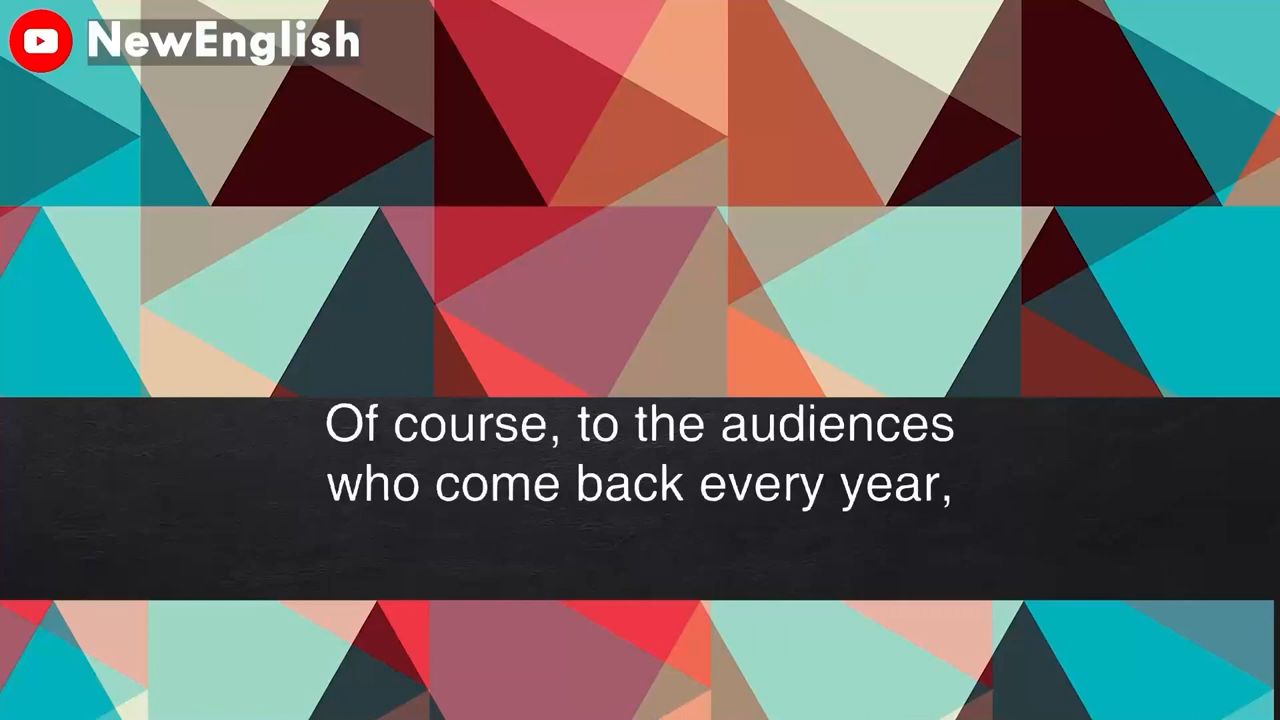 NewEnglish
Of course, to the audiences
who come back every year,